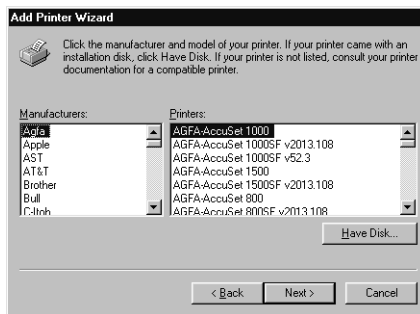 Add Printer Wizard
Click the manufacturer and model of your printer. If your printer came with an
installation disk, click Have Disk. If your printer is not listed, consult your printer
documentation for a compatible printer.
Manufacturers:
Agfa
Apple
AST
AT&T
Brother
Bull
C-Itoh
Printers:
AGFA-AccuSet 1000
AGFA-AccuSet 1000SF v2013.108
AGFA-AccuSet 1000SF v52.3
AGFA-AccuSet 1500
AGFA-AccuSet 1500SF v2013.108
AGFA-AccuSet 800
AGFA-AccuSet 800SF v2013.108
Have Disk...
< Back
Next >
Cancel